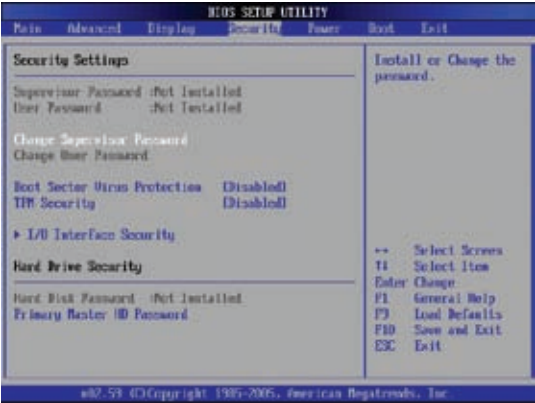 BIOS SETUP UTILITY
Main Advanced Display Security Power Boot Exit
Security Settings
Supervisor Password :Not Installed
User Password :Not Installed
Change Supervisor Password
Change User Password
Boot Sector Virus Protection [Disabled]
TPM Security [Disabled]
▶ I/O Interface Security
Hard Drive Security
Hard Disk Password :Not Installed
Primary Master HD Password
Install or Change the
password.
↔ Select Screen
↑↓ Select Item
Enter Change
F1 General Help
F9 Load Defaults
F10 Save and Exit
ESC Exit
v02.59 (C)Copyright 1985-2005, American Megatrends, Inc.